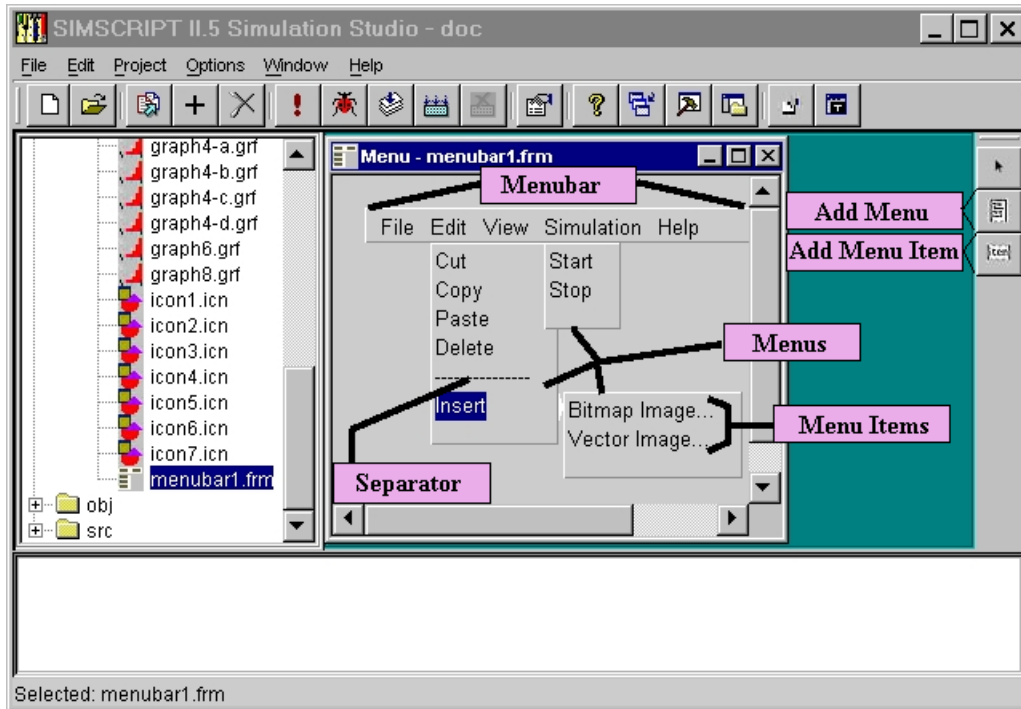 SIMSCRIPT II.5 Simulation Studio - doc
File Edit Project Options Window Help
graph4-a.grf
graph4-b.grf
graph4-c.grf
graph4-d.grf
graph6.grf
graph8.grf
icon1.icn
icon2.icn
icon3.icn
icon4.icn
icon5.icn
icon6.icn
icon7.icn
menubar1.frm
obj
src
Menu - menubar1.frm
Menubar
File Edit View Simulation Help
Cut
Copy
Paste
Delete
--------------
Insert
Start
Stop
Bitmap Image...
Vector Image...
Separator
Menus
Menu Items
Add Menu
Add Menu Item
Selected: menubar1.frm